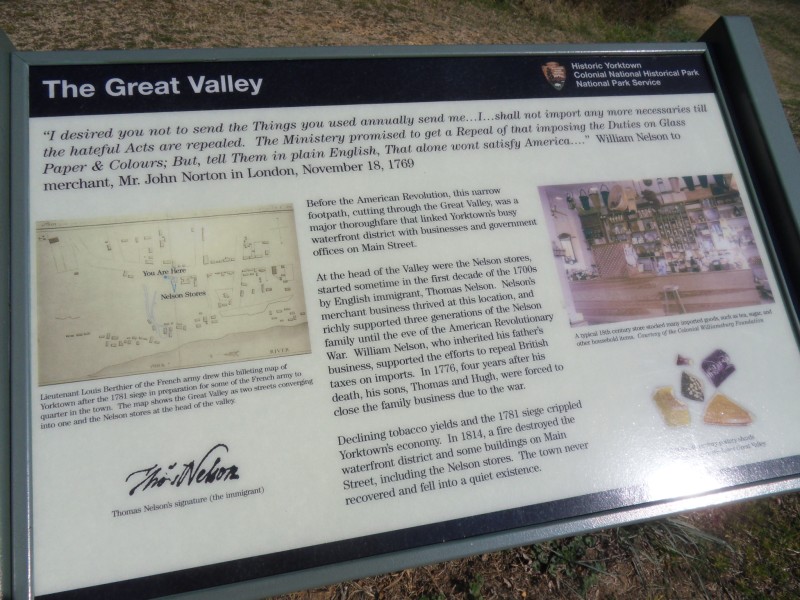 The Great Valley
Historic Yorktown
Colonial National Historical Park
National Park Service
"I desired you not to send the Things you used annually send me...I...shall not import any more necessaries till
the hateful Acts are repealed. The Ministery promised to get a Repeal of that imposing the Duties on Glass
Paper & Colours; But, tell Them in plain English, That alone wont satisfy America...." William Nelson to
merchant, Mr. John Norton in London, November 18, 1769
You Are Here
Nelson Stores
RIVER
Lieutenant Louis Berthier of the French army drew this billeting map of
Yorktown after the 1781 siege in preparation for some of the French army to
quarter in the town. The map shows the Great Valley as two streets converging
into one and the Nelson stores at the head of the valley.
Thos Nelson
Thomas Nelson's signature (the immigrant)
Before the American Revolution, this narrow
footpath, cutting through the Great Valley, was a
major thoroughfare that linked Yorktown's busy
waterfront district with businesses and government
offices on Main Street.
At the head of the Valley were the Nelson stores,
started sometime in the first decade of the 1700s
by English immigrant, Thomas Nelson. Nelson's
merchant business thrived at this location, and
richly supported three generations of the Nelson
family until the eve of the American Revolutionary
War. William Nelson, who inherited his father's
business, supported the efforts to repeal British
taxes on imports. In 1776, four years after his
death, his sons, Thomas and Hugh, were forced to
close the family business due to the war.
Declining tobacco yields and the 1781 siege crippled
Yorktown's economy. In 1814, a fire destroyed the
waterfront district and some buildings on Main
Street, including the Nelson stores. The town never
recovered and fell into a quiet existence.
A typical 18th century store stocked many imported goods, such as tea, sugar, and
other household items. Courtesy of the Colonial Williamsburg Foundation
pottery sherds
Great Valley